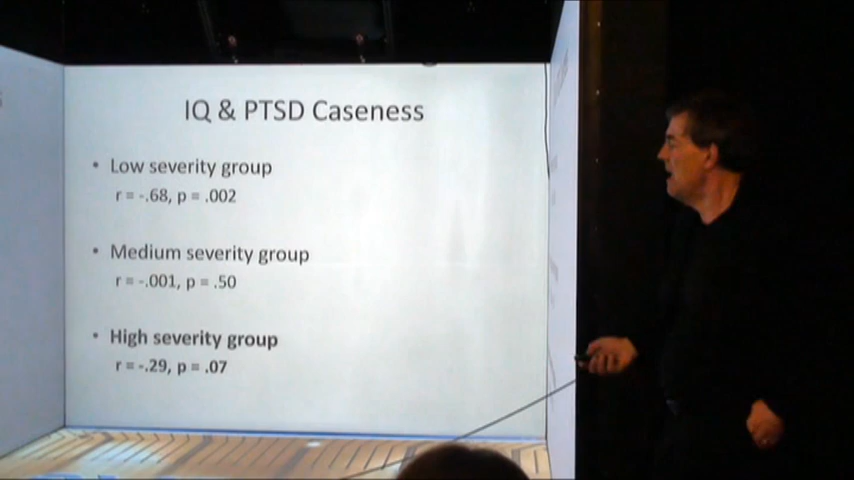 IQ & PTSD Caseness
• Low severity group
r = -.68, p = .002
• Medium severity group
r = -.001, p = .50
• High severity group
r = -.29, p = .07